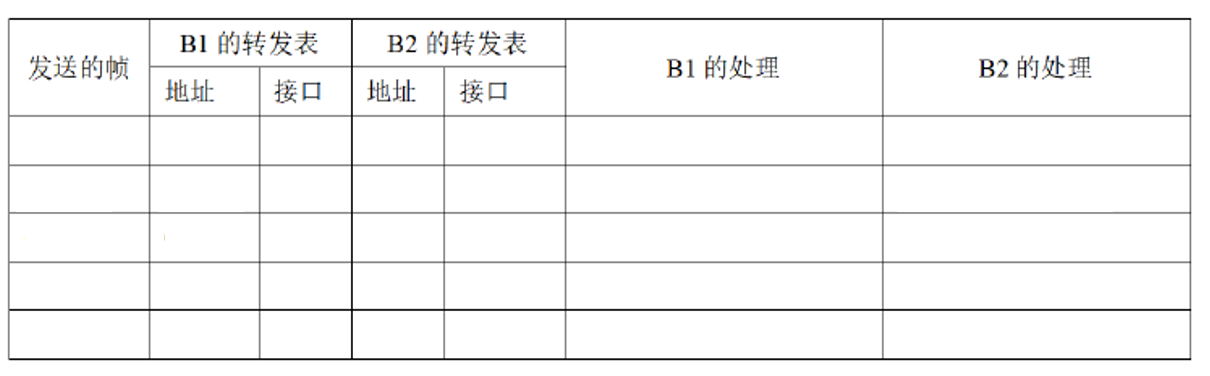 发送的帧 B1 的转发表 B2 的转发表 B1 的处理 B2 的处理
地址 接口 地址 接口